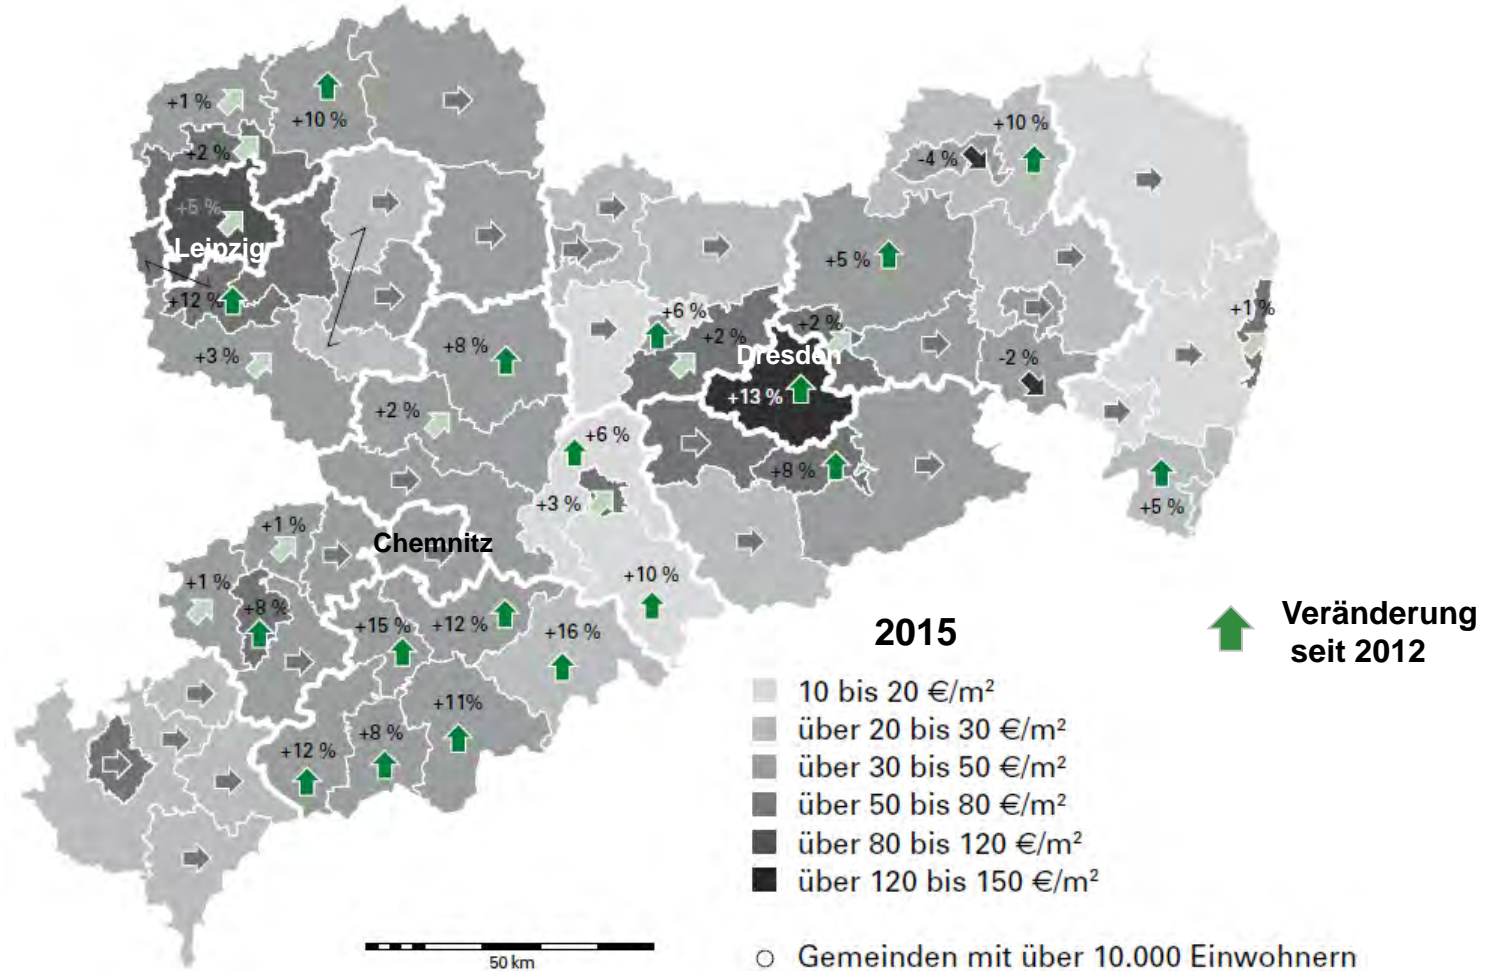 +1 %
+10 %
+2 %
+5 %
Leipzig
+12 %
+3 %
+8 %
+2 %
+10 %
-4 %
+5 %
+6 %
+2 %
+2 %
Dresden
+13 %
-2 %
+1 %
+6 %
+3 %
+8 %
+5 %
+10 %
+1 %
Chemnitz
+1 %
+8 %
+15 %
+12 %
+16 %
+11%
+8 %
+12 %
2015
Veränderung
seit 2012
10 bis 20 €/m²
über 20 bis 30 €/m²
über 30 bis 50 €/m²
über 50 bis 80 €/m²
über 80 bis 120 €/m²
über 120 bis 150 €/m²
50 km
Gemeinden mit über 10.000 Einwohnern